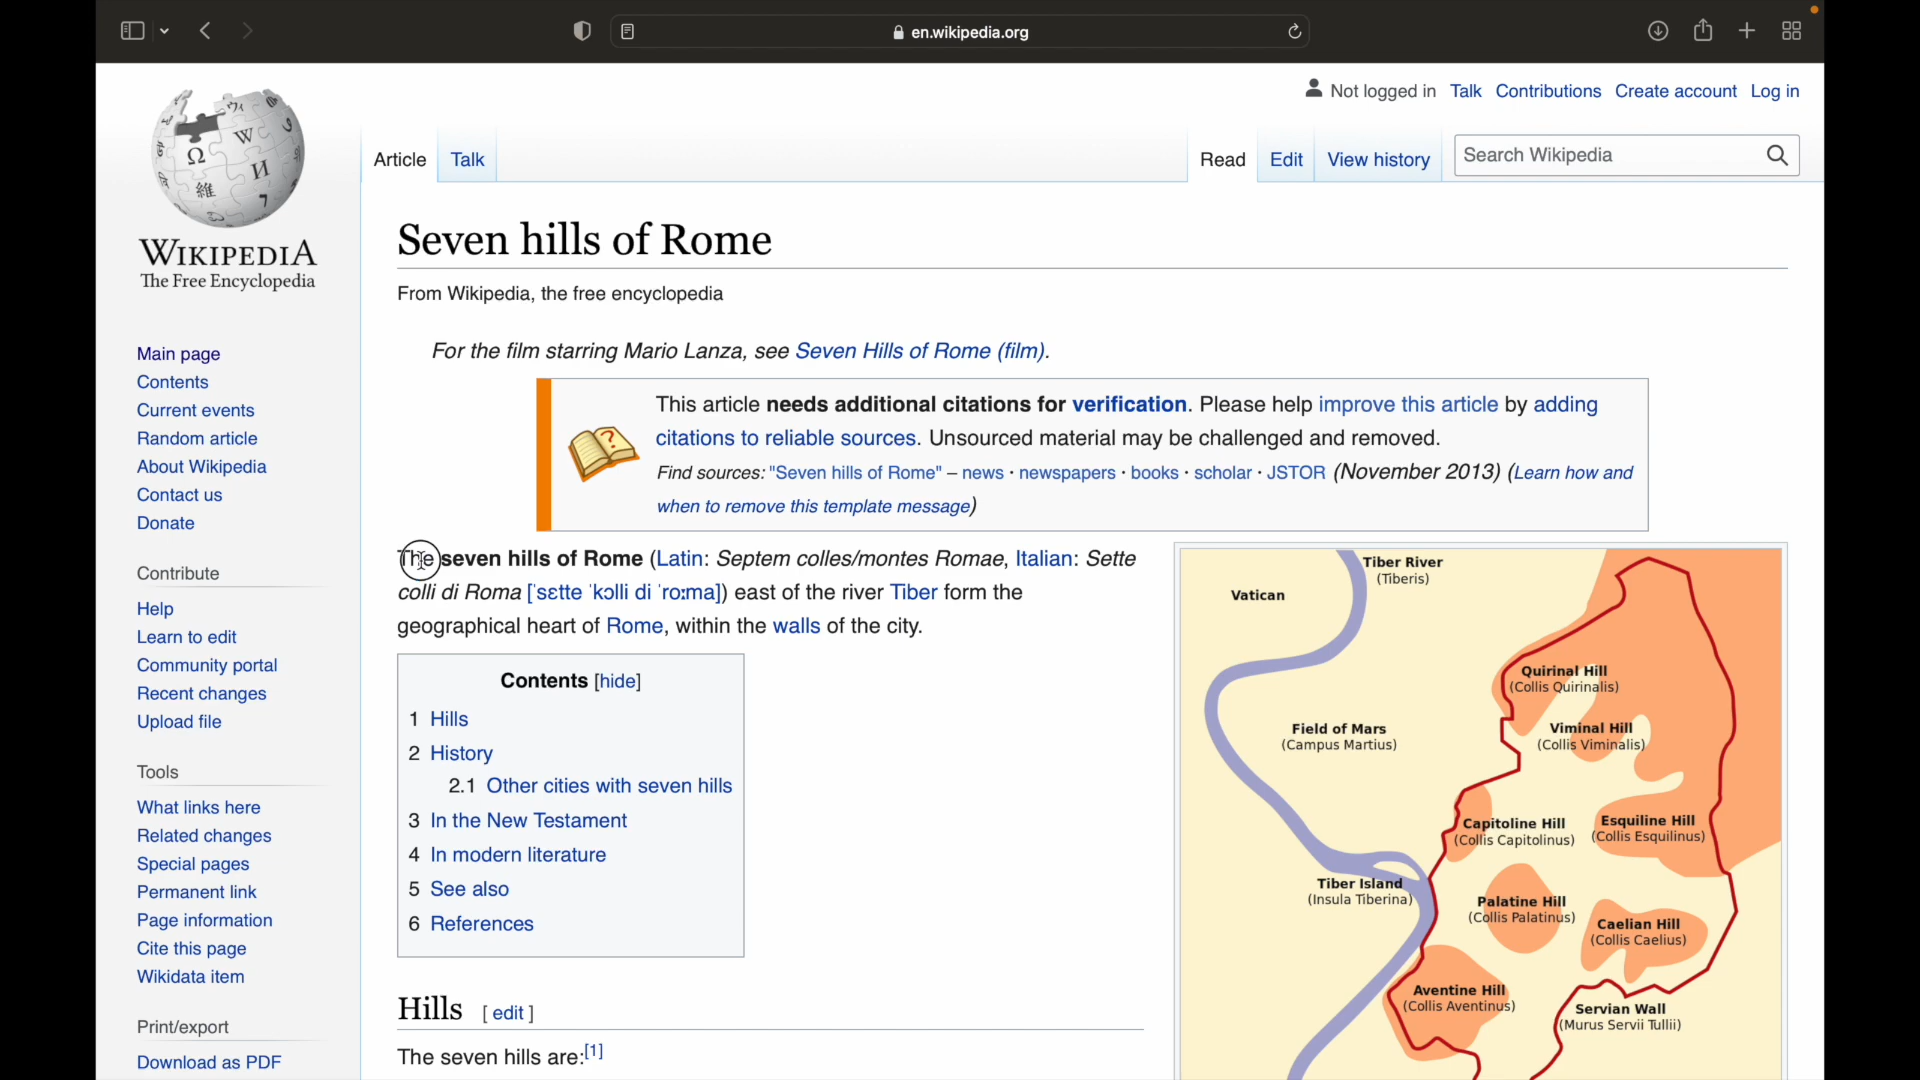 en.wikipedia.org
Not logged in Talk Contributions Create account Log in
Article Talk Read Edit View history Search Wikipedia
WIKIPEDIA
The Free Encyclopedia
Main page
Contents
Current events
Random article
About Wikipedia
Contact us
Donate
Contribute
Help
Learn to edit
Community portal
Recent changes
Upload file
Tools
What links here
Related changes
Special pages
Permanent link
Page information
Cite this page
Wikidata item
Print/export
Download as PDF
Seven hills of Rome
From Wikipedia, the free encyclopedia
For the film starring Mario Lanza, see Seven Hills of Rome (film).
This article needs additional citations for verification. Please help improve this article by adding
citations to reliable sources. Unsourced material may be challenged and removed.
Find sources: "Seven hills of Rome" – news · newspapers · books · scholar · JSTOR (November 2013) (Learn how and
when to remove this template message)
The seven hills of Rome (Latin: Septem colles/montes Romae, Italian: Sette
colli di Roma [ˈsɛtte ˈkɔlli di ˈroːma]) east of the river Tiber form the
geographical heart of Rome, within the walls of the city.
Contents [hide]
1 Hills
2 History
2.1 Other cities with seven hills
3 In the New Testament
4 In modern literature
5 See also
6 References
Hills [ edit ]
The seven hills are:[1]
Tiber River
(Tiberis)
Vatican
Quirinal Hill
(Collis Quirinalis)
Field of Mars
(Campus Martius)
Viminal Hill
(Collis Viminalis)
Capitoline Hill
(Collis Capitolinus)
Esquiline Hill
(Collis Esquilinus)
Tiber Island
(Insula Tiberina)
Palatine Hill
(Collis Palatinus)
Caelian Hill
(Collis Caelius)
Aventine Hill
(Collis Aventinus)
Servian Wall
(Murus Servii Tullii)